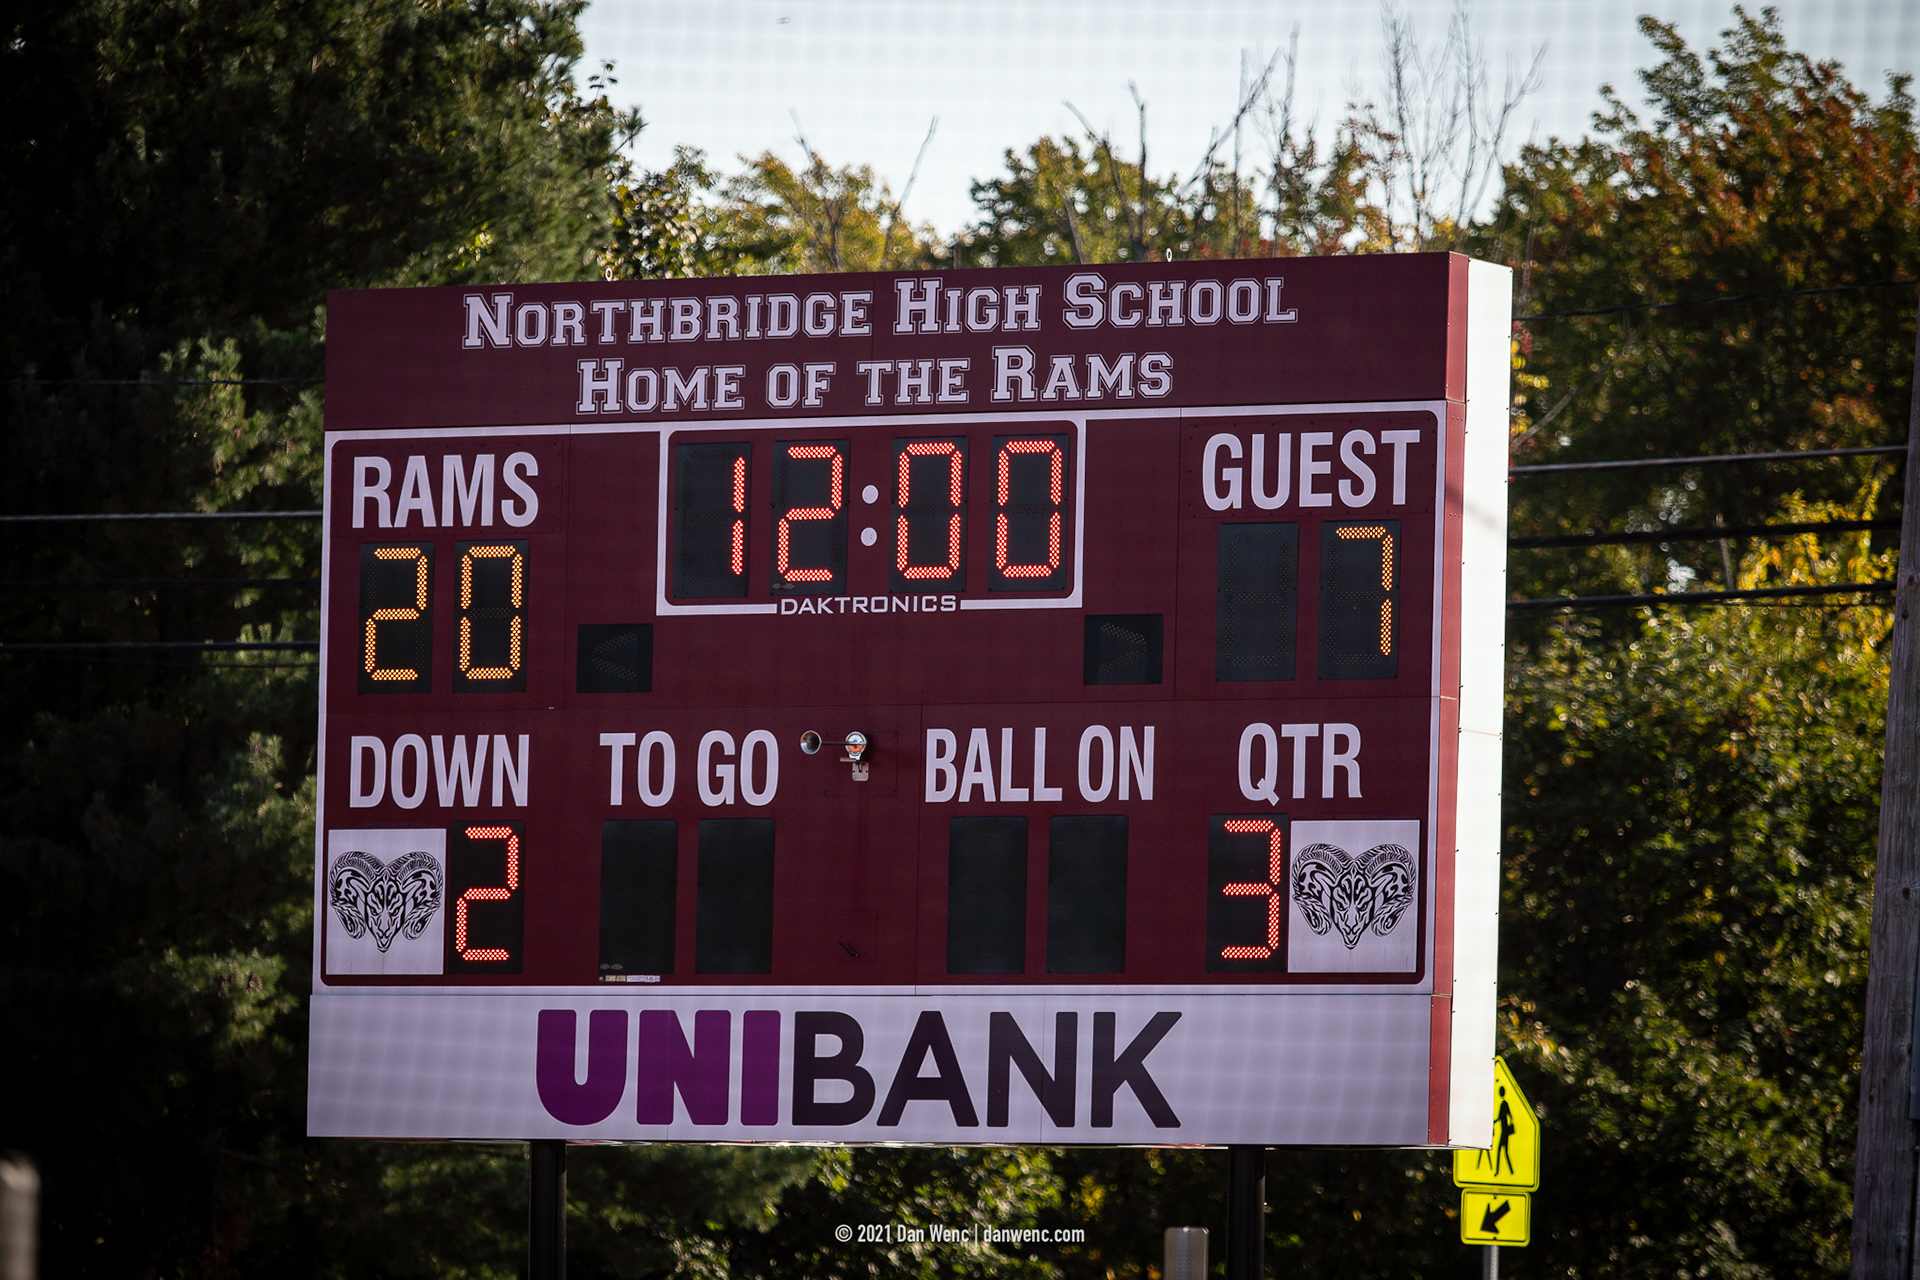 NORTHBRIDGE HIGH SCHOOL
HOME OF THE RAMS
RAMS
12:00
GUEST
20
DAKTRONICS
7
DOWN
TO GO
BALL ON
QTR
2
3
UNIBANK
© 2021 Dan Wenc | danwenc.com